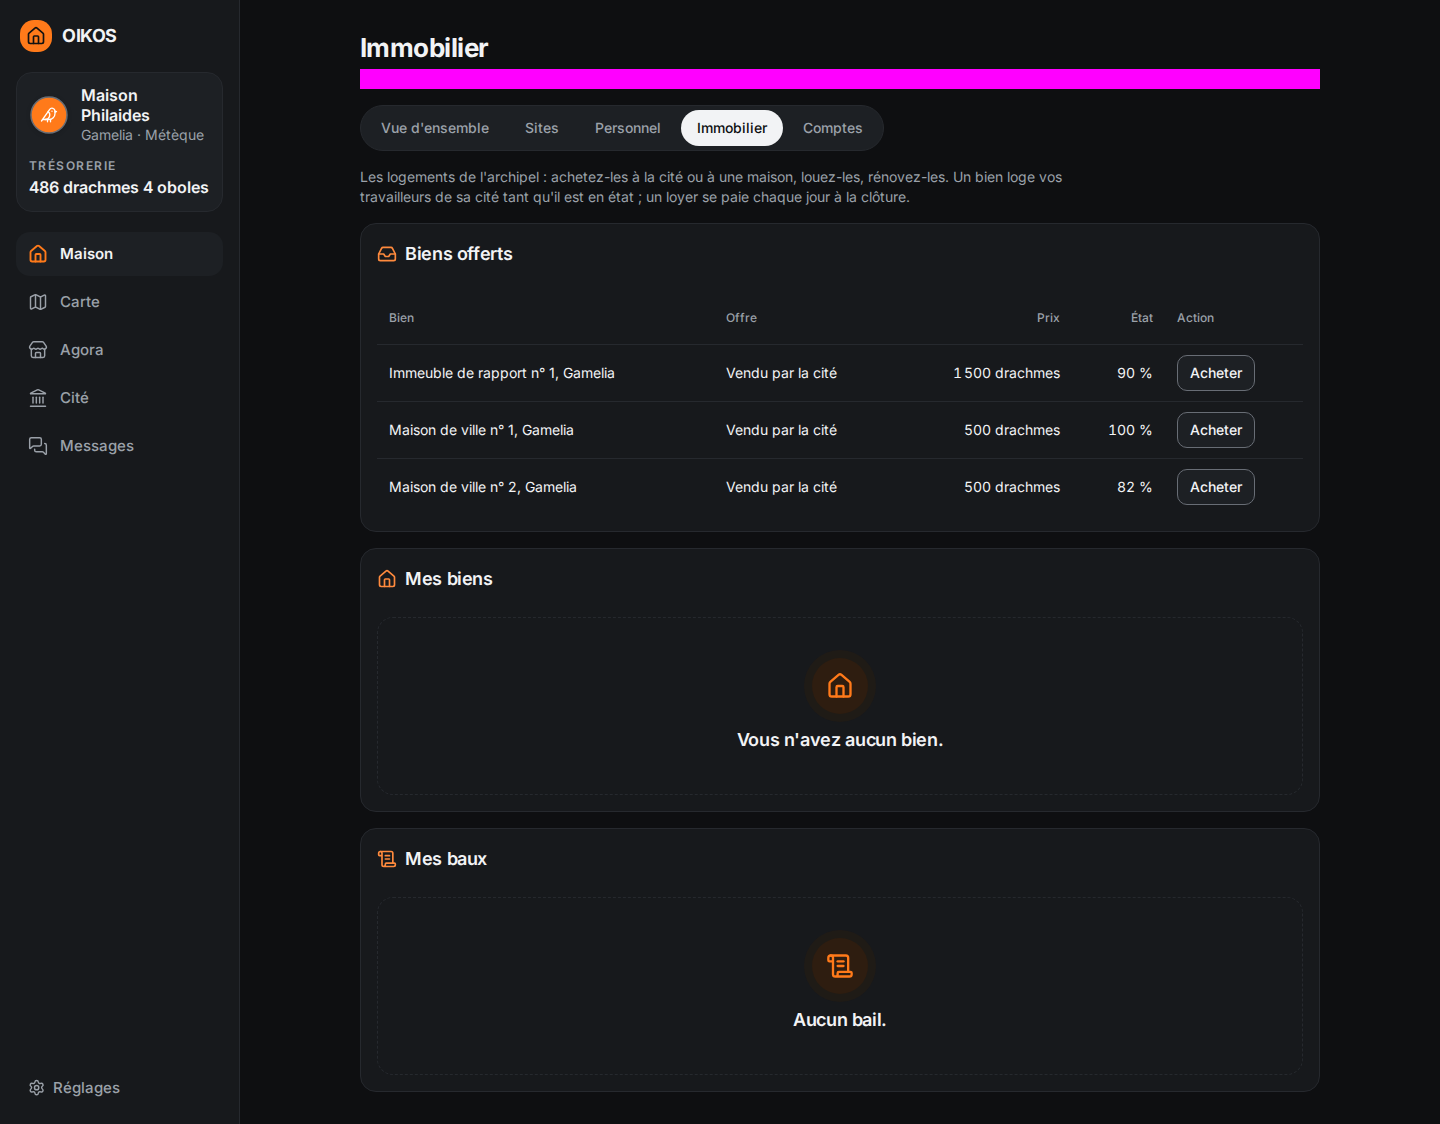 OIKOS
Maison
Philaides
Gamelia · Métèque
TRÉSORERIE
486 drachmes 4 oboles
Maison
Carte
Agora
Cité
Messages
Réglages
Immobilier
Vue d'ensemble Sites Personnel Immobilier Comptes
Les logements de l'archipel : achetez-les à la cité ou à une maison, louez-les, rénovez-les. Un bien loge vos
travailleurs de sa cité tant qu'il est en état ; un loyer se paie chaque jour à la clôture.
Biens offerts
Bien Offre Prix État Action
Immeuble de rapport n° 1, Gamelia Vendu par la cité 1 500 drachmes 90 % Acheter
Maison de ville n° 1, Gamelia Vendu par la cité 500 drachmes 100 % Acheter
Maison de ville n° 2, Gamelia Vendu par la cité 500 drachmes 82 % Acheter
Mes biens
Vous n'avez aucun bien.
Mes baux
Aucun bail.